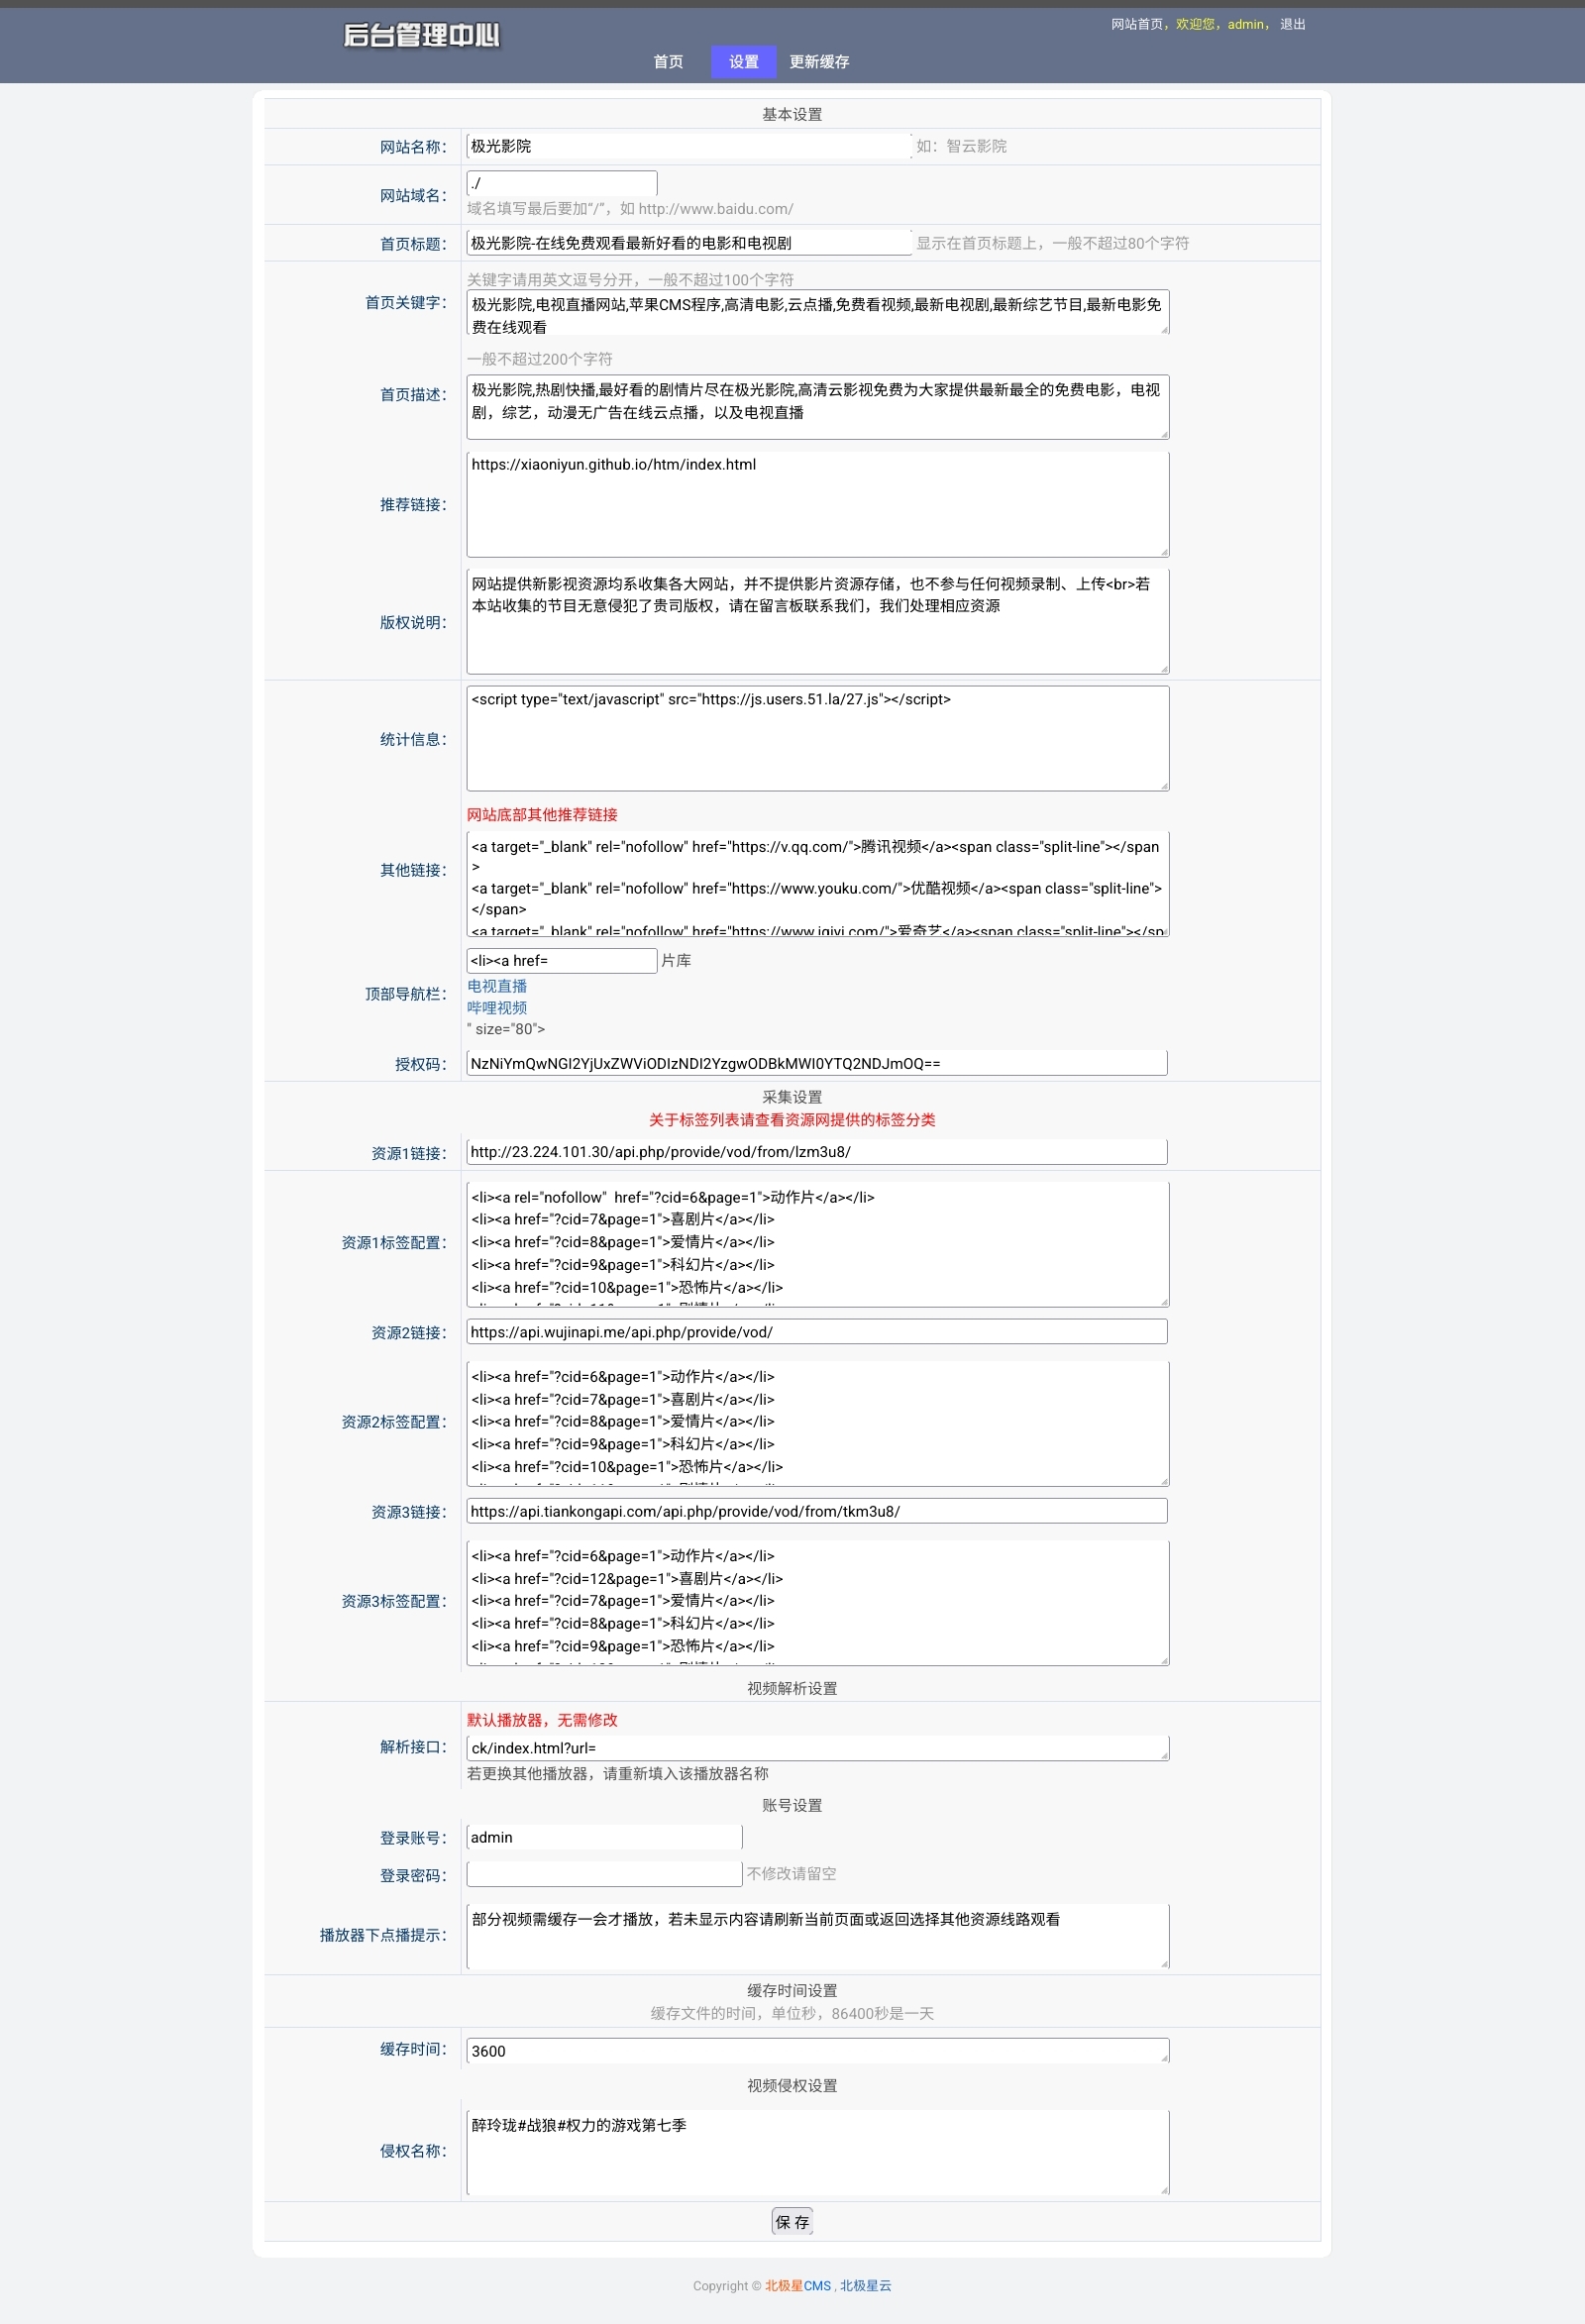 后台管理中心
网站首页，欢迎您，admin， 退出
首页 设置 更新缓存
基本设置
网站名称： 极光影院 如：智云影院
网站域名： ./
域名填写最后要加“/”，如 http://www.baidu.com/
首页标题： 极光影院-在线免费观看最新好看的电影和电视剧 显示在首页标题上，一般不超过80个字符
关键字请用英文逗号分开，一般不超过100个字符
首页关键字： 极光影院,电视直播网站,苹果CMS程序,高清电影,云点播,免费看视频,最新电视剧,最新综艺节目,最新电影免
费在线观看
一般不超过200个字符
首页描述： 极光影院,热剧快播,最好看的剧情片尽在极光影院,高清云影视免费为大家提供最新最全的免费电影，电视
剧，综艺，动漫无广告在线云点播，以及电视直播
推荐链接： https://xiaoniyun.github.io/htm/index.html
版权说明： 网站提供新影视资源均系收集各大网站，并不提供影片资源存储，也不参与任何视频录制、上传<br>若
本站收集的节目无意侵犯了贵司版权，请在留言板联系我们，我们处理相应资源
统计信息： <script type="text/javascript" src="https://js.users.51.la/27.js"></script>
网站底部其他推荐链接
其他链接： <a target="_blank" rel="nofollow" href="https://v.qq.com/">腾讯视频</a><span class="split-line"></span
>
<a target="_blank" rel="nofollow" href="https://www.youku.com/">优酷视频</a><span class="split-line">
</span>
<a target="_blank" rel="nofollow" href="https://www.iqiyi.com/">爱奇艺</a><span class="split-line"></sp
顶部导航栏： <li><a href= 片库
电视直播
哔哩视频
" size="80">
授权码： NzNiYmQwNGI2YjUxZWViODIzNDI2YzgwODBkMWI0YTQ2NDJmOQ==
采集设置
关于标签列表请查看资源网提供的标签分类
资源1链接： http://23.224.101.30/api.php/provide/vod/from/lzm3u8/
资源1标签配置： <li><a rel="nofollow"  href="?cid=6&page=1">动作片</a></li>
<li><a href="?cid=7&page=1">喜剧片</a></li>
<li><a href="?cid=8&page=1">爱情片</a></li>
<li><a href="?cid=9&page=1">科幻片</a></li>
<li><a href="?cid=10&page=1">恐怖片</a></li>
资源2链接： https://api.wujinapi.me/api.php/provide/vod/
资源2标签配置： <li><a href="?cid=6&page=1">动作片</a></li>
<li><a href="?cid=7&page=1">喜剧片</a></li>
<li><a href="?cid=8&page=1">爱情片</a></li>
<li><a href="?cid=9&page=1">科幻片</a></li>
<li><a href="?cid=10&page=1">恐怖片</a></li>
资源3链接： https://api.tiankongapi.com/api.php/provide/vod/from/tkm3u8/
资源3标签配置： <li><a href="?cid=6&page=1">动作片</a></li>
<li><a href="?cid=12&page=1">喜剧片</a></li>
<li><a href="?cid=7&page=1">爱情片</a></li>
<li><a href="?cid=8&page=1">科幻片</a></li>
<li><a href="?cid=9&page=1">恐怖片</a></li>
视频解析设置
默认播放器，无需修改
解析接口： ck/index.html?url=
若更换其他播放器，请重新填入该播放器名称
账号设置
登录账号： admin
登录密码： 不修改请留空
播放器下点播提示： 部分视频需缓存一会才播放，若未显示内容请刷新当前页面或返回选择其他资源线路观看
缓存时间设置
缓存文件的时间，单位秒，86400秒是一天
缓存时间： 3600
视频侵权设置
侵权名称： 醉玲珑#战狼#权力的游戏第七季
保 存
Copyright © 北极星CMS , 北极星云